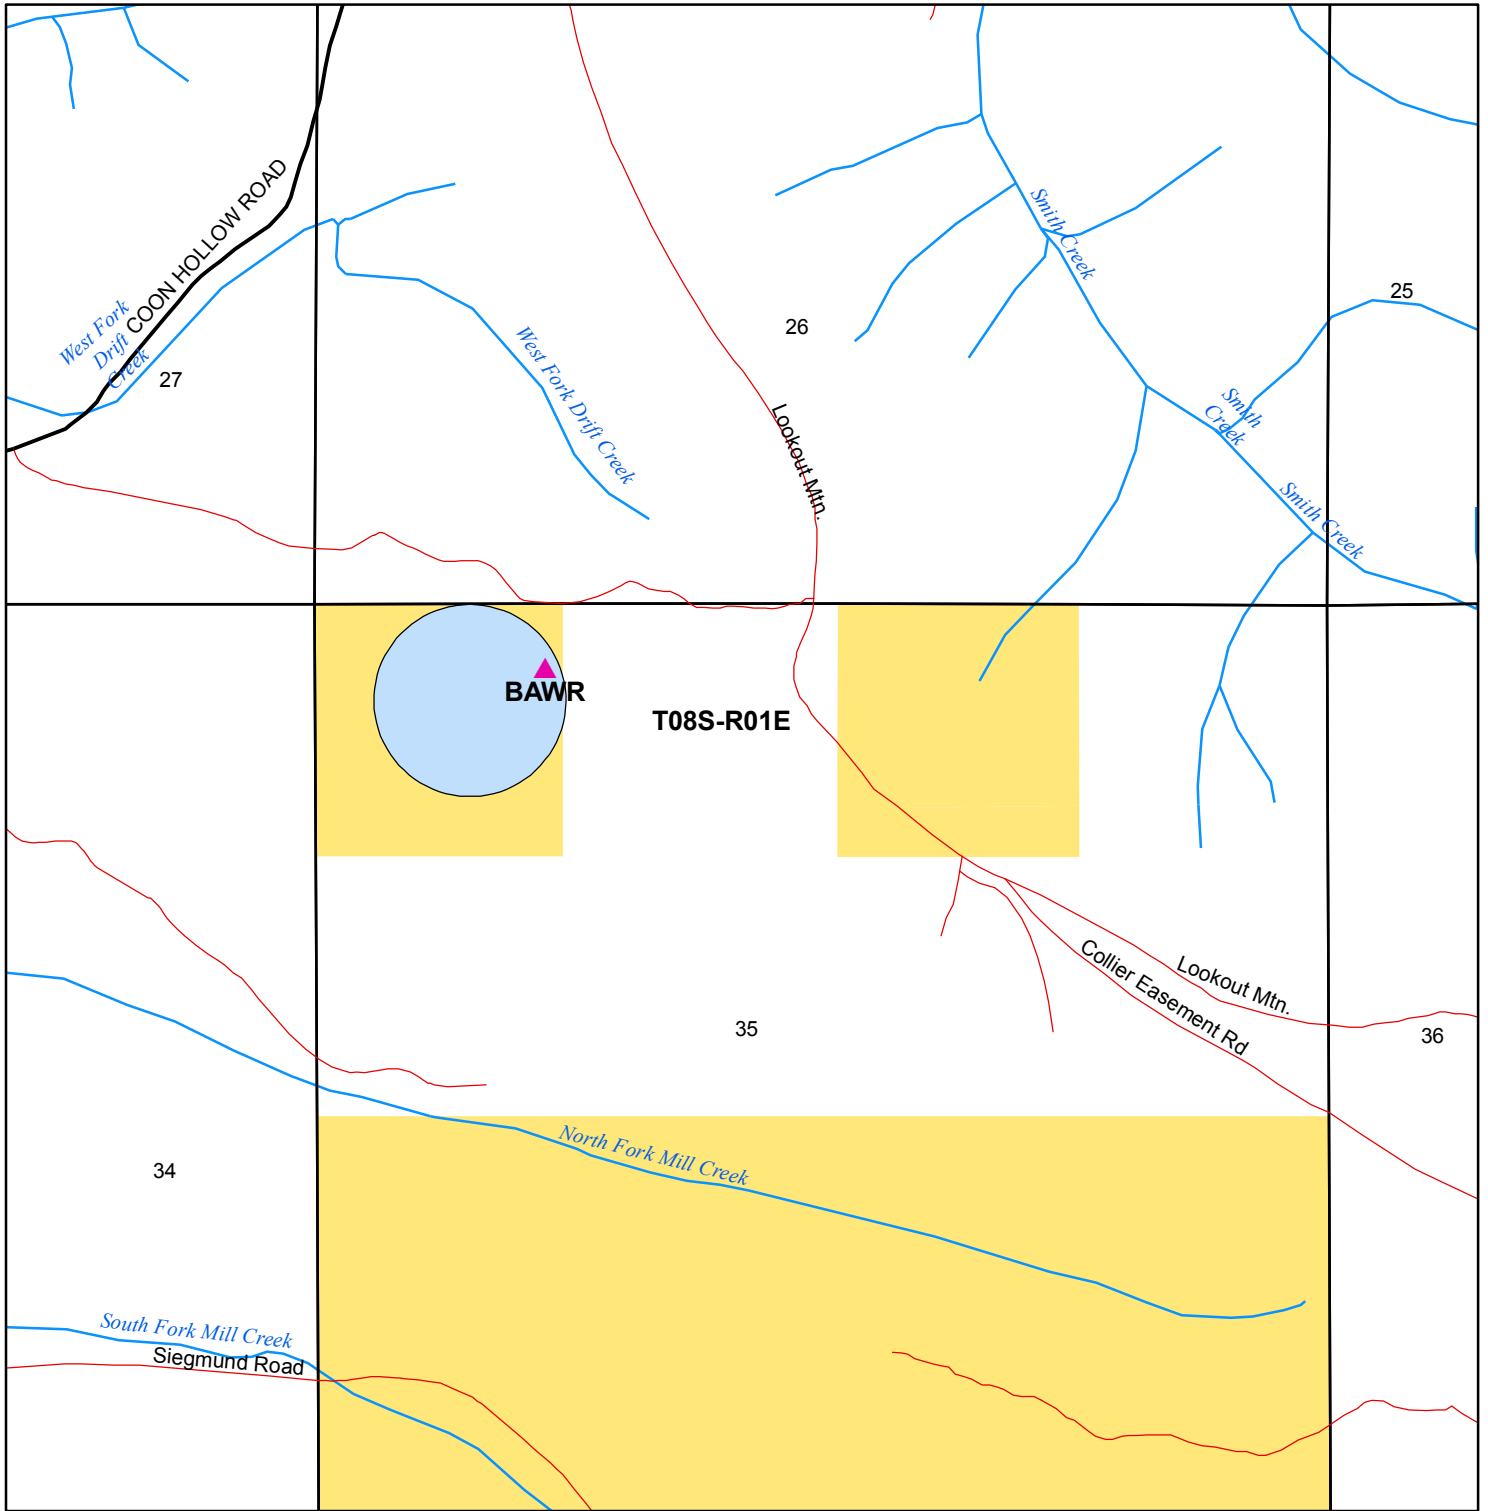 COON HOLLOW ROAD
West Fork
Drift
Creek
27
West Fork Drift Creek
26
Lookout Mtn.
Smith Creek
25
Smith
Creek
Smith Creek
BAWR
T08S-R01E
Lookout Mtn.
Collier Easement Rd
35
36
34
North Fork Mill Creek
South Fork Mill Creek
Siegmund Road